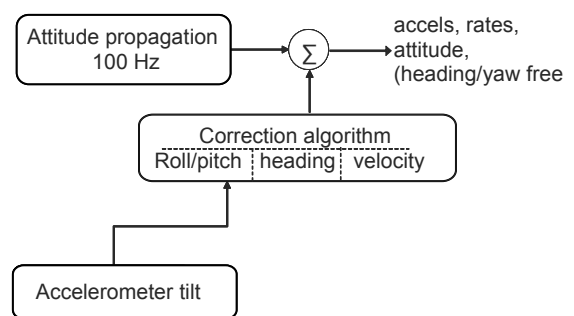 Attitude propagation
100 Hz
Σ
accels, rates,
attitude,
(heading/yaw free
Correction algorithm
Roll/pitch heading velocity
Accelerometer tilt